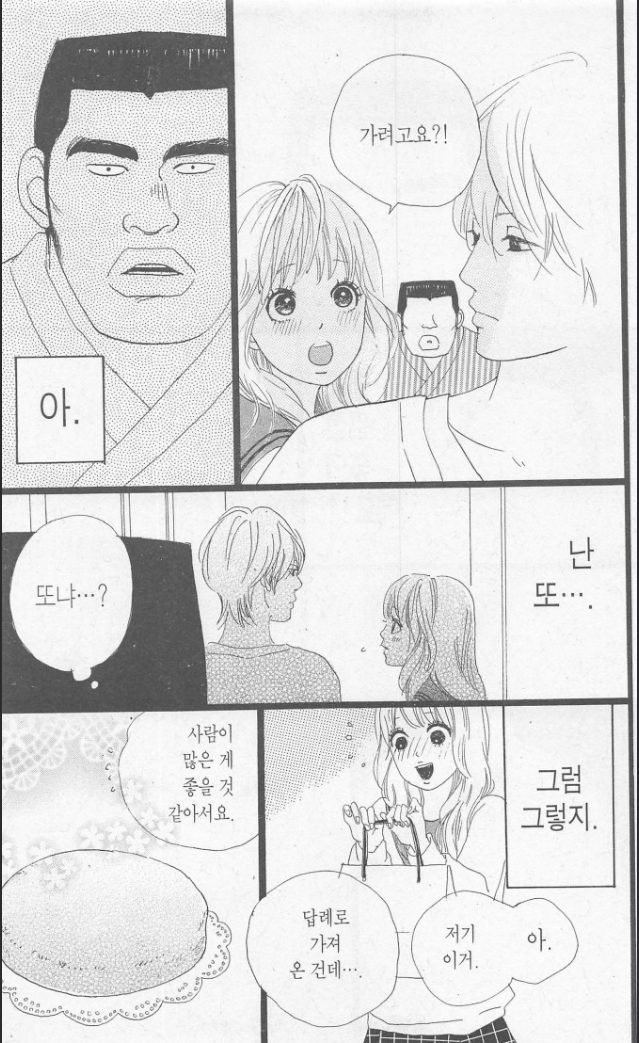 가려고요?!
아.
난
또….
또냐…?
그럼
그렇지.
아.
저기
이거.
답례로
가져
온 건데….
사람이
많은 게
좋을 것
같아서요.